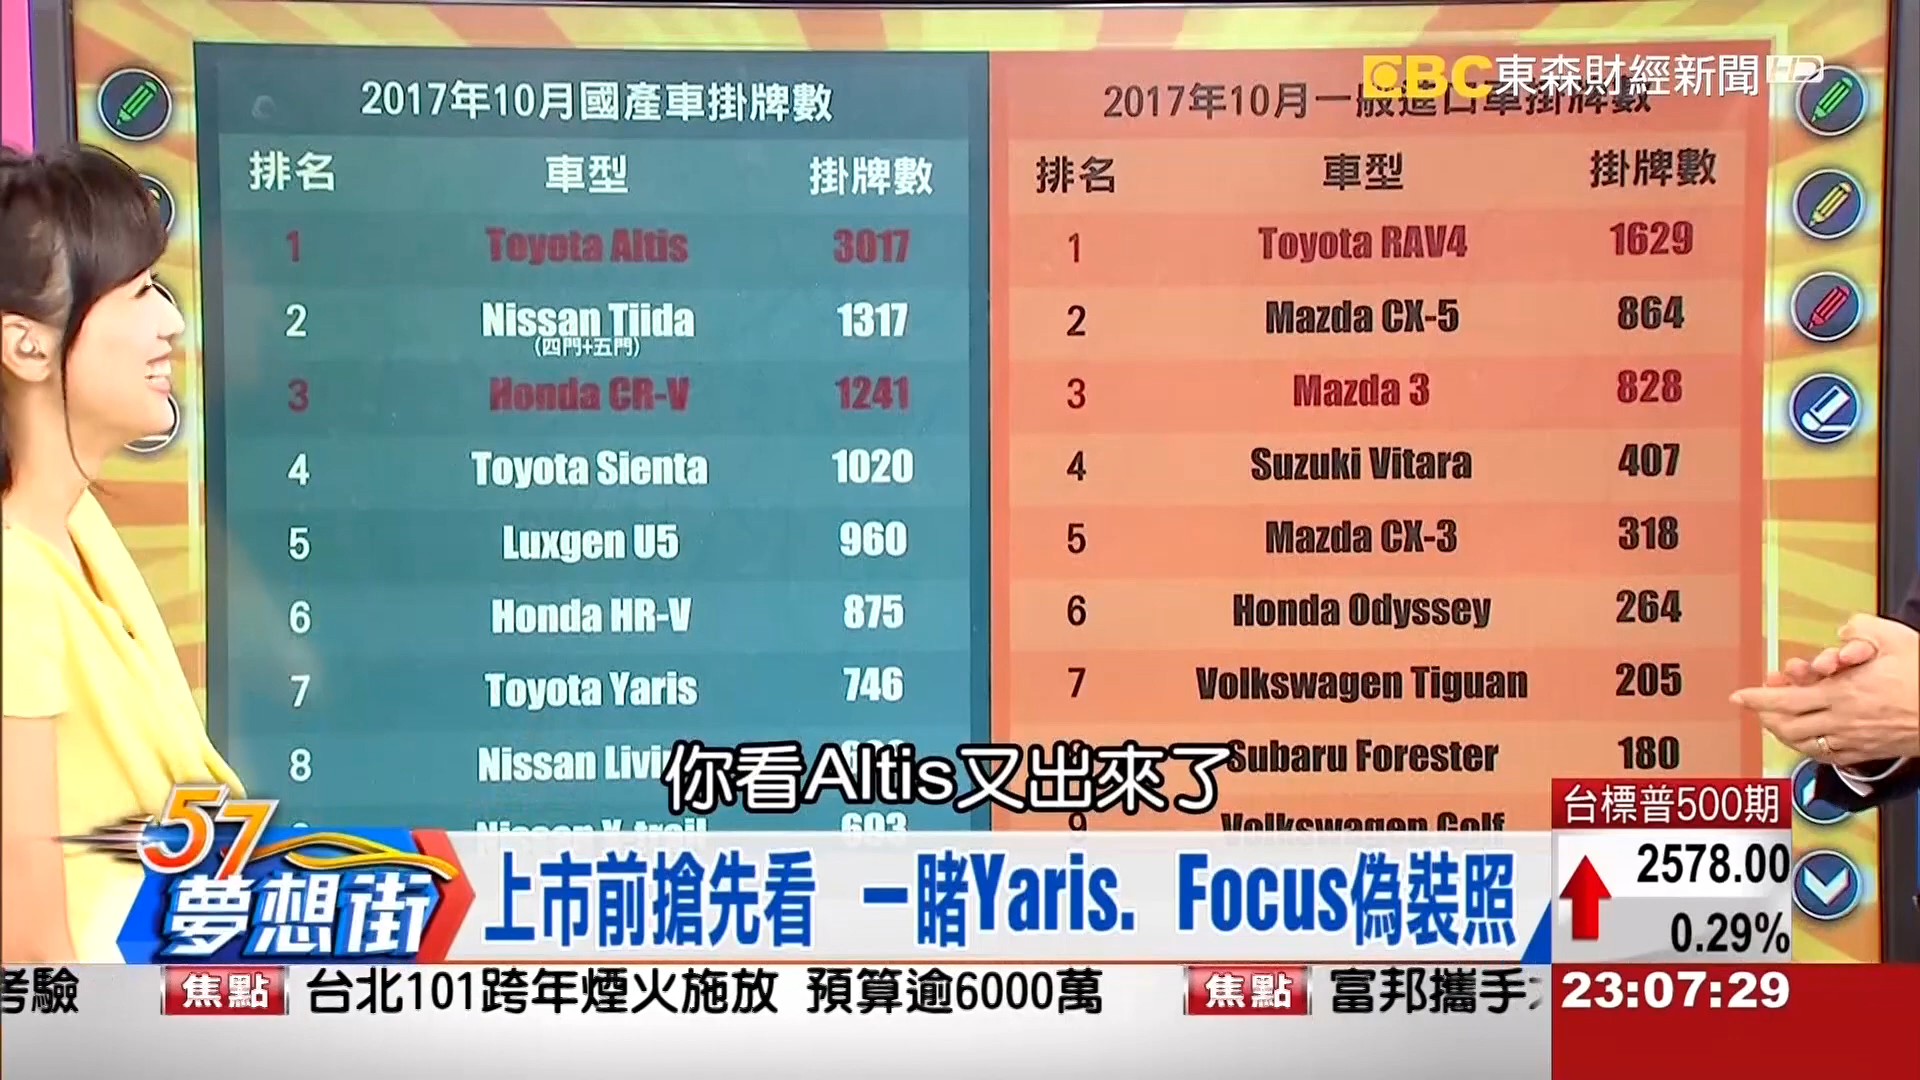 EBC東森財經新聞HD
2017年10月國產車掛牌數
排名 車型 掛牌數
1 Toyota Altis 3017
2 Nissan Tiida 1317
(四門+五門)
3 Honda CR-V 1241
4 Toyota Sienta 1020
5 Luxgen U5 960
6 Honda HR-V 875
7 Toyota Yaris 746
8 Nissan Livi
Nissan X-trail 693
2017年10月一般進口車掛牌數
排名 車型 掛牌數
1 Toyota RAV4 1629
2 Mazda CX-5 864
3 Mazda 3 828
4 Suzuki Vitara 407
5 Mazda CX-3 318
6 Honda Odyssey 264
7 Volkswagen Tiguan 205
Subaru Forester 180
9 Volkswagen Golf
你看Altis又出來了
57夢想街
上市前搶先看 一睹Yaris. Focus偽裝照
台標普500期
2578.00
0.29%
考驗 焦點 台北101跨年煙火施放 預算逾6000萬 焦點 富邦攜手
23:07:29